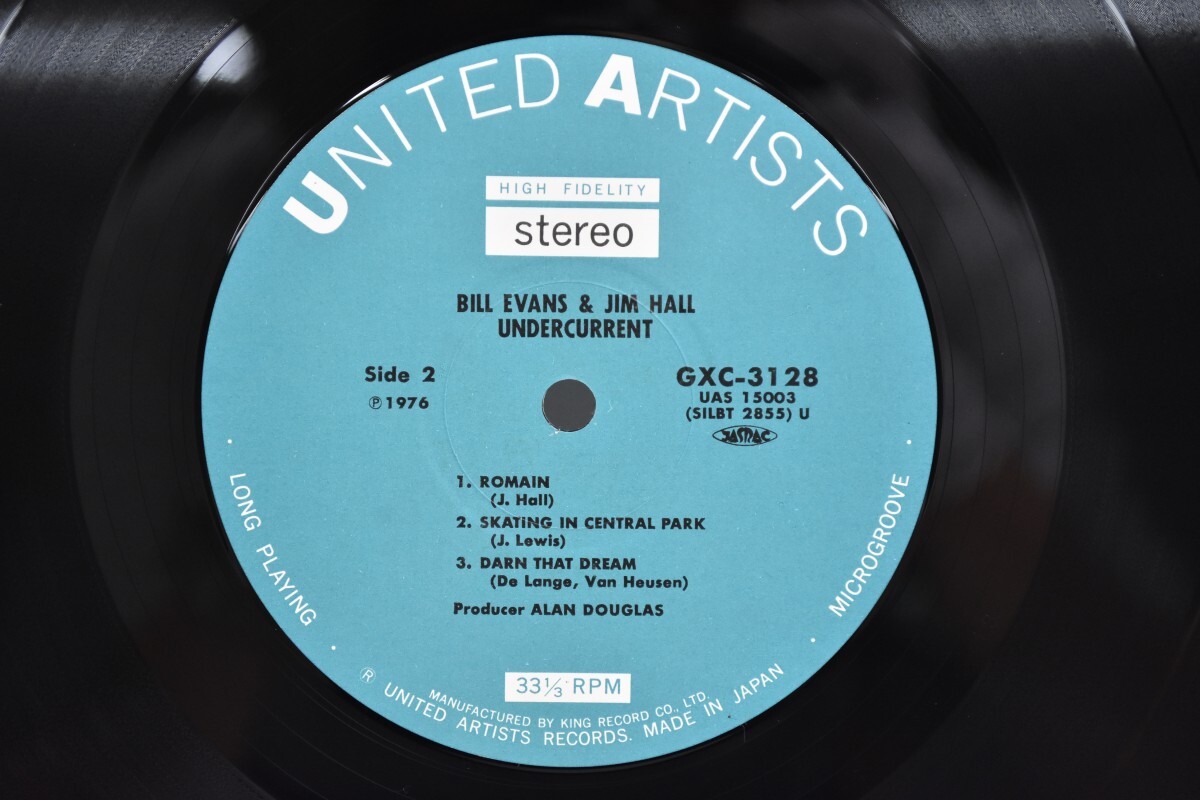 UNITED ARTISTS
HIGH FIDELITY
stereo
BILL EVANS & JIM HALL
UNDERCURRENT
Side 2
Ⓟ1976
GXC-3128
UAS 15003
(SILBT 2855) U
JASRAC
1. ROMAIN
(J. Hall)
2. SKATiNG IN CENTRAL PARK
(J. Lewis)
3. DARN THAT DREAM
(De Lange, Van Heusen)
Producer ALAN DOUGLAS
33⅓ RPM
· LONG PLAYING ·
· MICROGROOVE ·
MANUFACTURED BY KING RECORD CO., LTD.
® UNITED ARTISTS RECORDS. MADE IN JAPAN